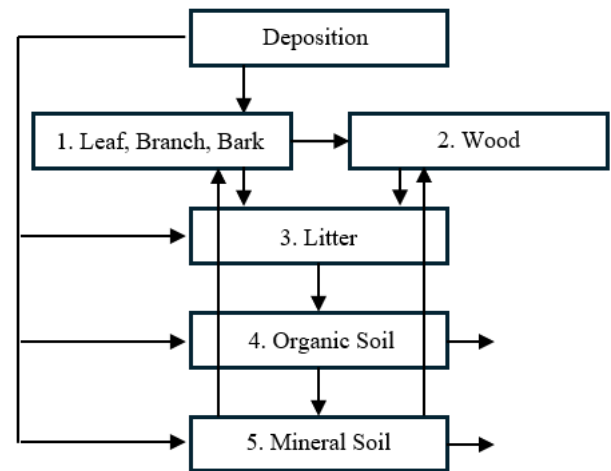 Deposition
1. Leaf, Branch, Bark
2. Wood
3. Litter
4. Organic Soil
5. Mineral Soil